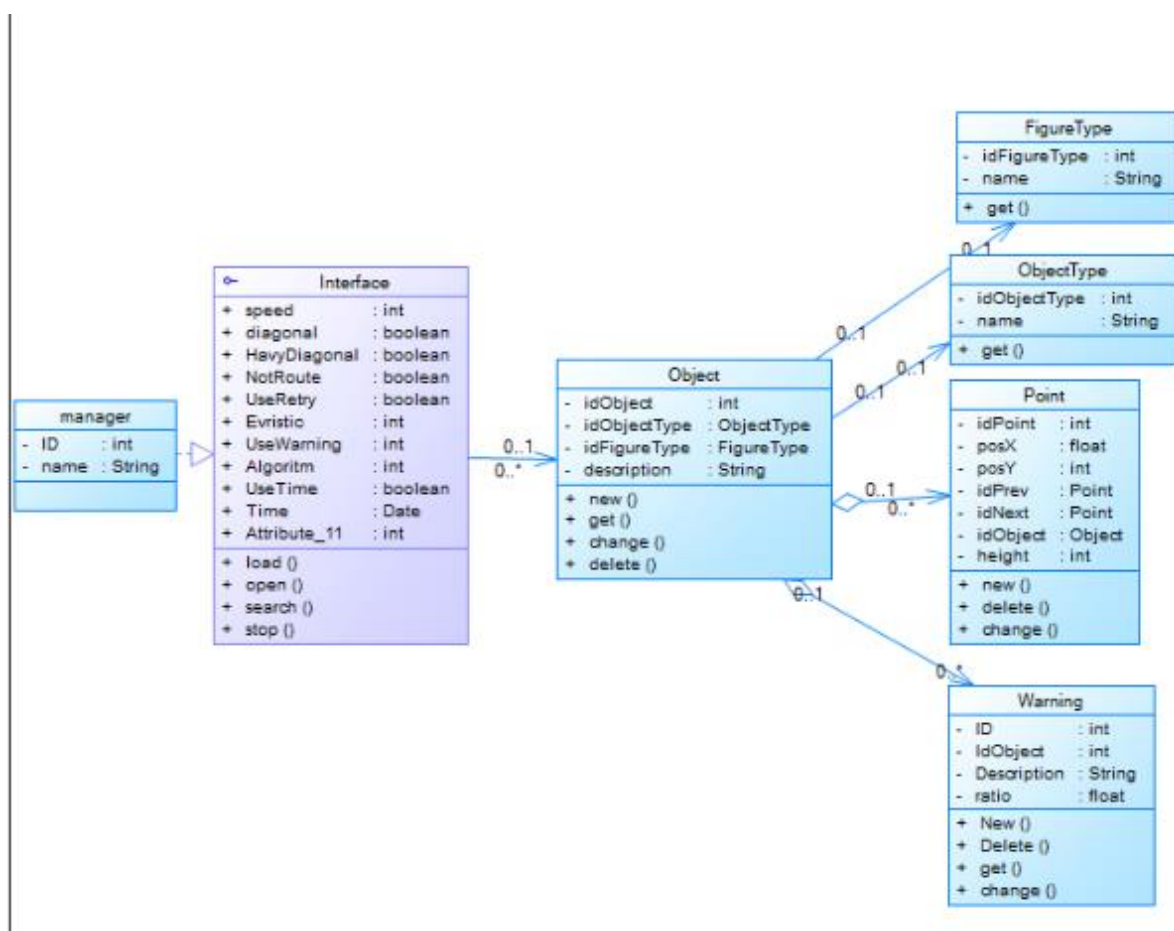 manager
- ID : int
- name : String
Interface
+ speed : int
+ diagonal : boolean
+ HavyDiagonal : boolean
+ NotRoute : boolean
+ UseRetry : boolean
+ Evristic : int
+ UseWarning : int
+ Algoritm : int
+ UseTime : boolean
+ Time : Date
+ Attribute_11 : int
+ load ()
+ open ()
+ search ()
+ stop ()
0..1
0..*
Object
- idObject : int
- idObjectType : ObjectType
- idFigureType : FigureType
- description : String
+ new ()
+ get ()
+ change ()
+ delete ()
0..1
0..1
0..1
0..1
0..1
0..*
0..1
0..*
FigureType
- idFigureType : int
- name : String
+ get ()
ObjectType
- idObjectType : int
- name : String
+ get ()
Point
- idPoint : int
- posX : float
- posY : int
- idPrev : Point
- idNext : Point
- idObject : Object
- height : int
+ new ()
+ delete ()
+ change ()
Warning
- ID : int
- IdObject : int
- Description : String
- ratio : float
+ New ()
+ Delete ()
+ get ()
+ change ()